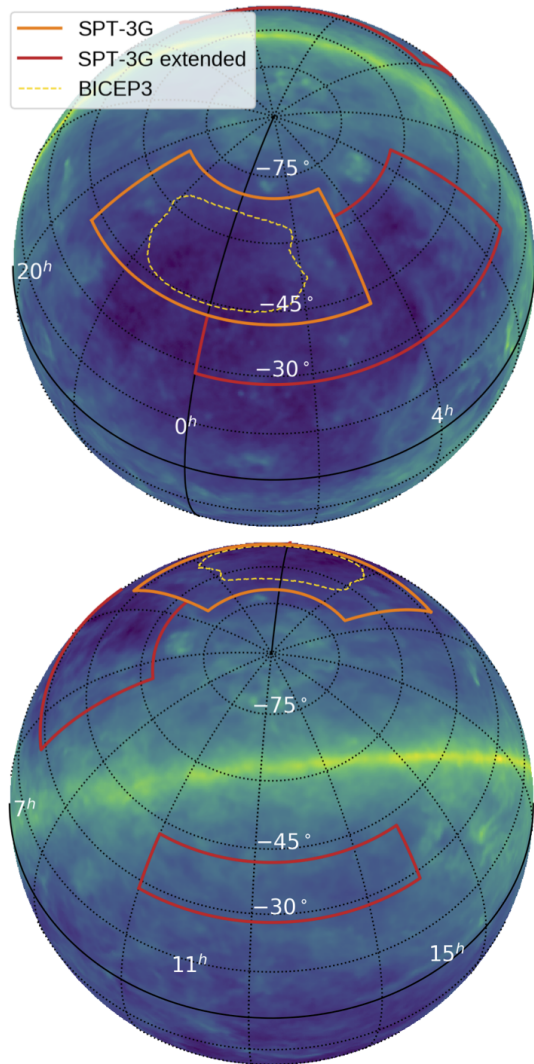 SPT-3G
SPT-3G extended
BICEP3
−75°
20ʰ
−45°
−30°
0ʰ
4ʰ
−75°
7ʰ
−45°
−30°
11ʰ
15ʰ